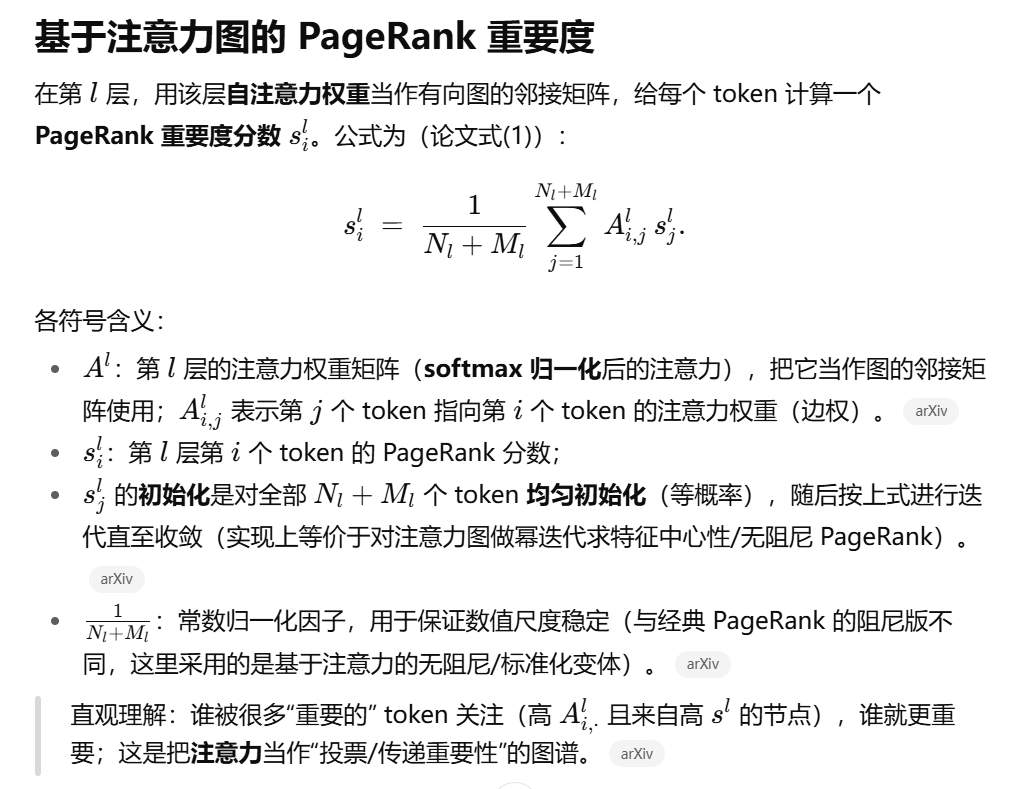 基于注意力图的 PageRank 重要度
在第 l 层，用该层自注意力权重当作有向图的邻接矩阵，给每个 token 计算一个
PageRank 重要度分数 s_i^l。公式为（论文式(1)）：
s_i^l = \frac{1}{N_l + M_l} \sum_{j=1}^{N_l+M_l} A_{i,j}^l s_j^l.
各符号含义：
• A^l：第 l 层的注意力权重矩阵（softmax 归一化后的注意力），把它当作图的邻接矩
阵使用；A_{i,j}^l 表示第 j 个 token 指向第 i 个 token 的注意力权重（边权）。 arXiv
• s_i^l：第 l 层第 i 个 token 的 PageRank 分数；
• s_j^l 的初始化是对全部 N_l + M_l 个 token 均匀初始化（等概率），随后按上式进行迭
代直至收敛（实现上等价于对注意力图做幂迭代求特征中心性/无阻尼 PageRank）。
arXiv
• \frac{1}{N_l+M_l}：常数归一化因子，用于保证数值尺度稳定（与经典 PageRank 的阻尼版不
同，这里采用的是基于注意力的无阻尼/标准化变体）。 arXiv
直观理解：谁被很多“重要的” token 关注（高 A_{i,·}^l 且来自高 s^l 的节点），谁就更重
要；这是把注意力当作“投票/传递重要性”的图谱。 arXiv